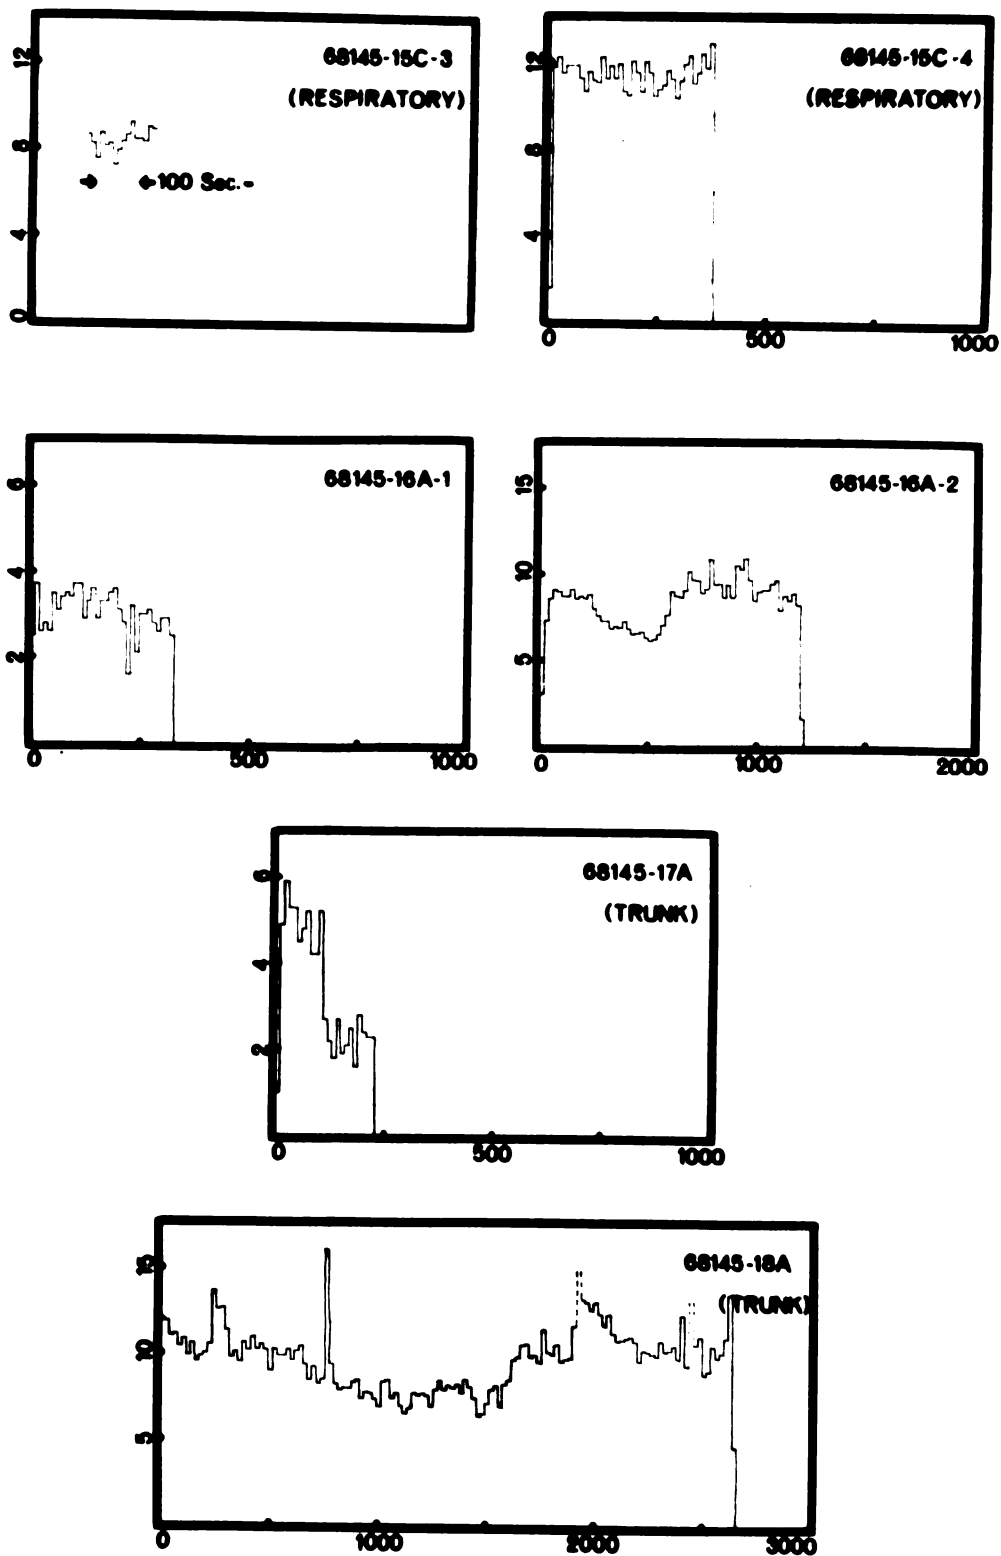 68145-15C-3
(RESPIRATORY)
12
8
4
0
100 Sec.
68145-15C-4
(RESPIRATORY)
12
8
4
0 500 1000
68145-16A-1
6
4
2
0 500 1000
68145-16A-2
15
10
5
0 1000 2000
68145-17A
(TRUNK)
6
4
2
0 500 1000
68145-18A
(TRUNK)
15
10
5
0 1000 2000 3000